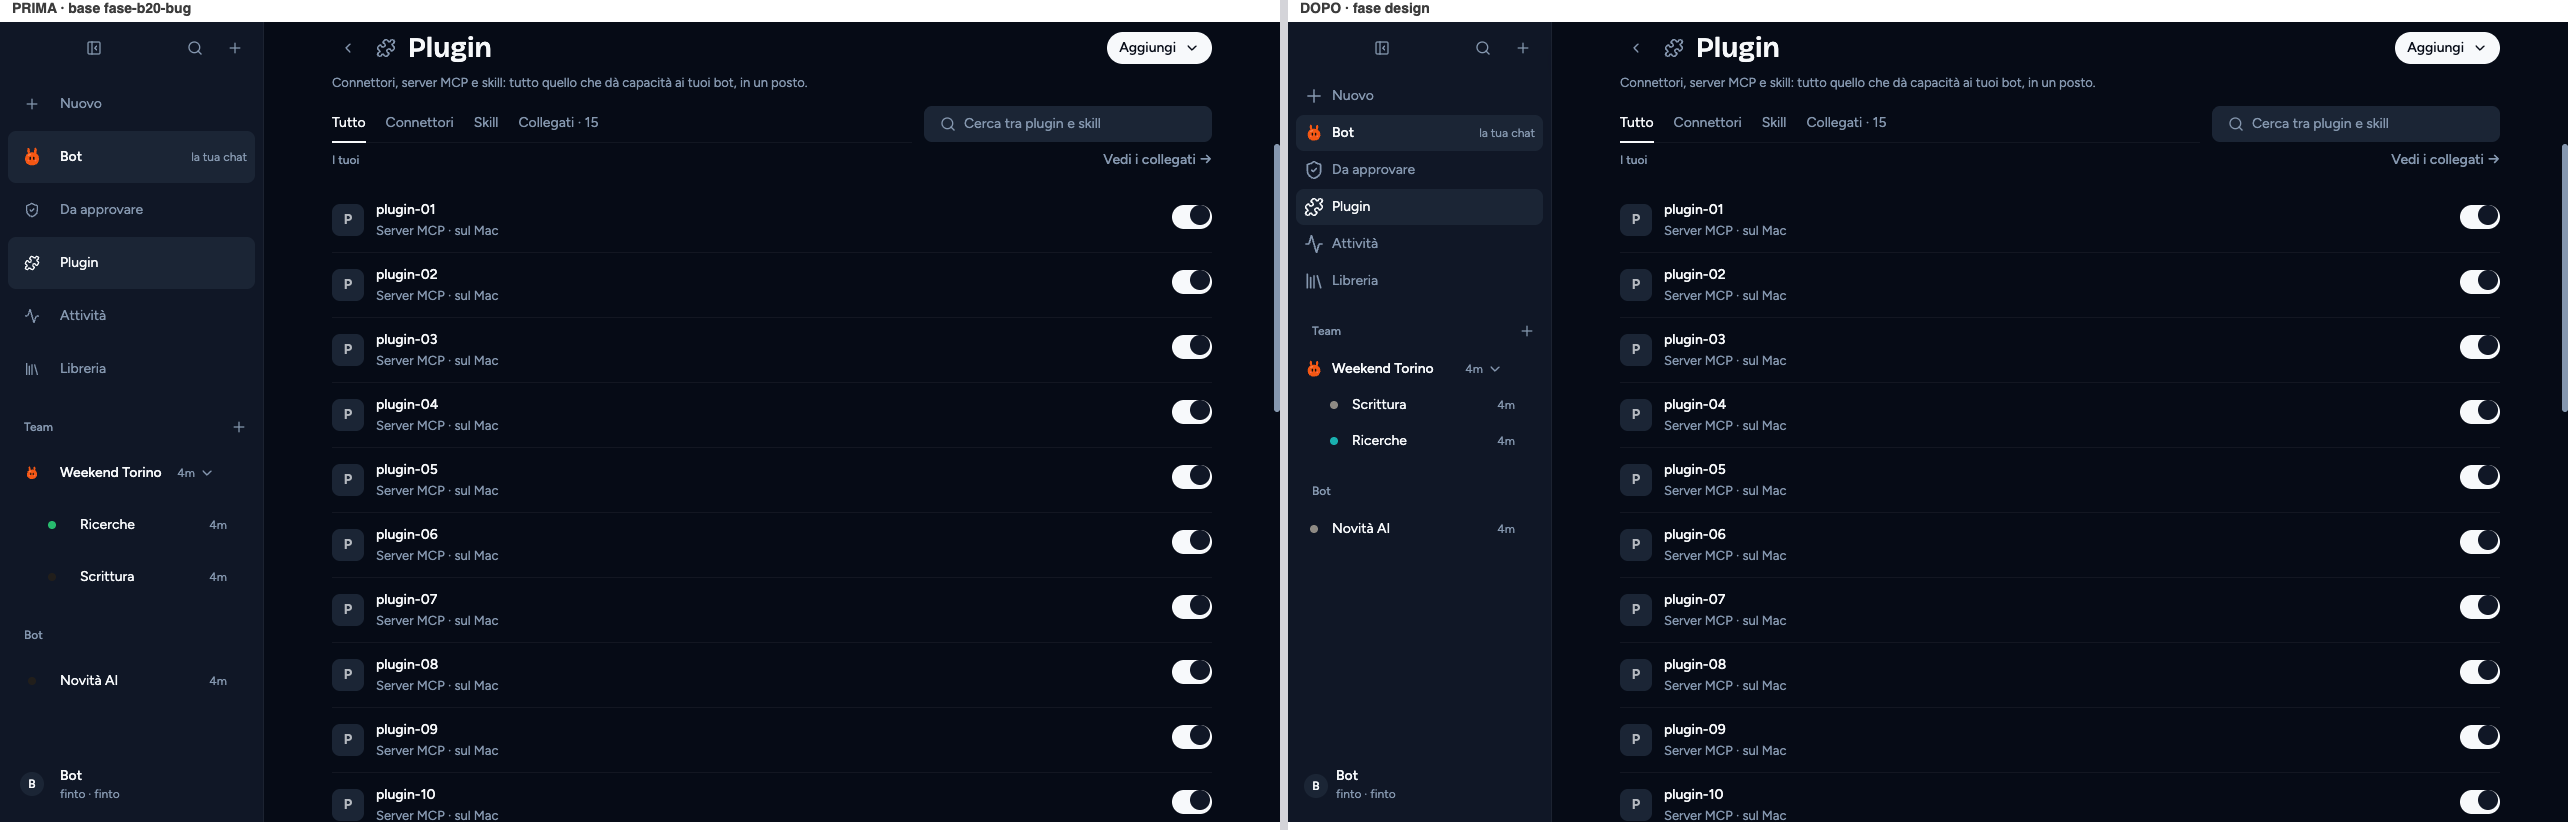 PRIMA · base fase-b20-bug
Nuovo
Bot
la tua chat
Da approvare
Plugin
Attività
Libreria
Team
Weekend Torino
4m
Ricerche
4m
Scrittura
4m
Bot
Novità AI
4m
B
Bot
finto · finto
Plugin
Aggiungi
Connettori, server MCP e skill: tutto quello che dà capacità ai tuoi bot, in un posto.
Tutto
Connettori
Skill
Collegati · 15
Cerca tra plugin e skill
I tuoi
Vedi i collegati →
P
plugin-01
Server MCP · sul Mac
P
plugin-02
Server MCP · sul Mac
P
plugin-03
Server MCP · sul Mac
P
plugin-04
Server MCP · sul Mac
P
plugin-05
Server MCP · sul Mac
P
plugin-06
Server MCP · sul Mac
P
plugin-07
Server MCP · sul Mac
P
plugin-08
Server MCP · sul Mac
P
plugin-09
Server MCP · sul Mac
P
plugin-10
Server MCP · sul Mac
DOPO · fase design
Nuovo
Bot
la tua chat
Da approvare
Plugin
Attività
Libreria
Team
Weekend Torino
4m
Scrittura
4m
Ricerche
4m
Bot
Novità AI
4m
B
Bot
finto · finto
Plugin
Aggiungi
Connettori, server MCP e skill: tutto quello che dà capacità ai tuoi bot, in un posto.
Tutto
Connettori
Skill
Collegati · 15
Cerca tra plugin e skill
I tuoi
Vedi i collegati →
P
plugin-01
Server MCP · sul Mac
P
plugin-02
Server MCP · sul Mac
P
plugin-03
Server MCP · sul Mac
P
plugin-04
Server MCP · sul Mac
P
plugin-05
Server MCP · sul Mac
P
plugin-06
Server MCP · sul Mac
P
plugin-07
Server MCP · sul Mac
P
plugin-08
Server MCP · sul Mac
P
plugin-09
Server MCP · sul Mac
P
plugin-10
Server MCP · sul Mac